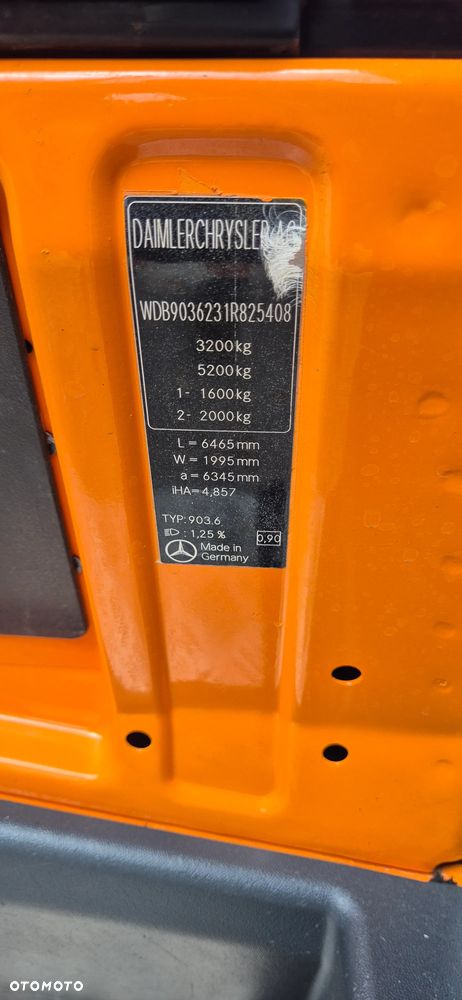 DAIMLERCHRYSLER AG
WDB9036231R825408
3200kg
5200kg
1- 1600kg
2- 2000kg
L = 6465mm
W = 1995mm
a = 6345mm
iHA=4,857
TYP: 903.6
: 1,25 % 0,90
Made in
Germany
OTOMOTO